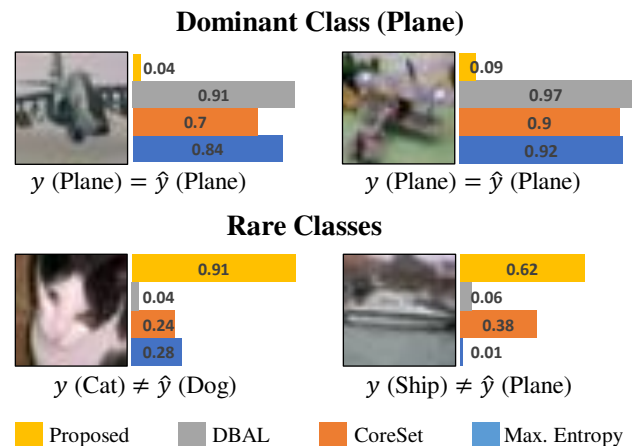 Dominant Class (Plane)
0.04 0.09
0.91 0.97
0.7 0.9
0.84 0.92
y (Plane) = ŷ (Plane) y (Plane) = ŷ (Plane)
Rare Classes
0.91 0.62
0.04 0.06
0.24 0.38
0.28 0.01
y (Cat) ≠ ŷ (Dog) y (Ship) ≠ ŷ (Plane)
Proposed DBAL CoreSet Max. Entropy